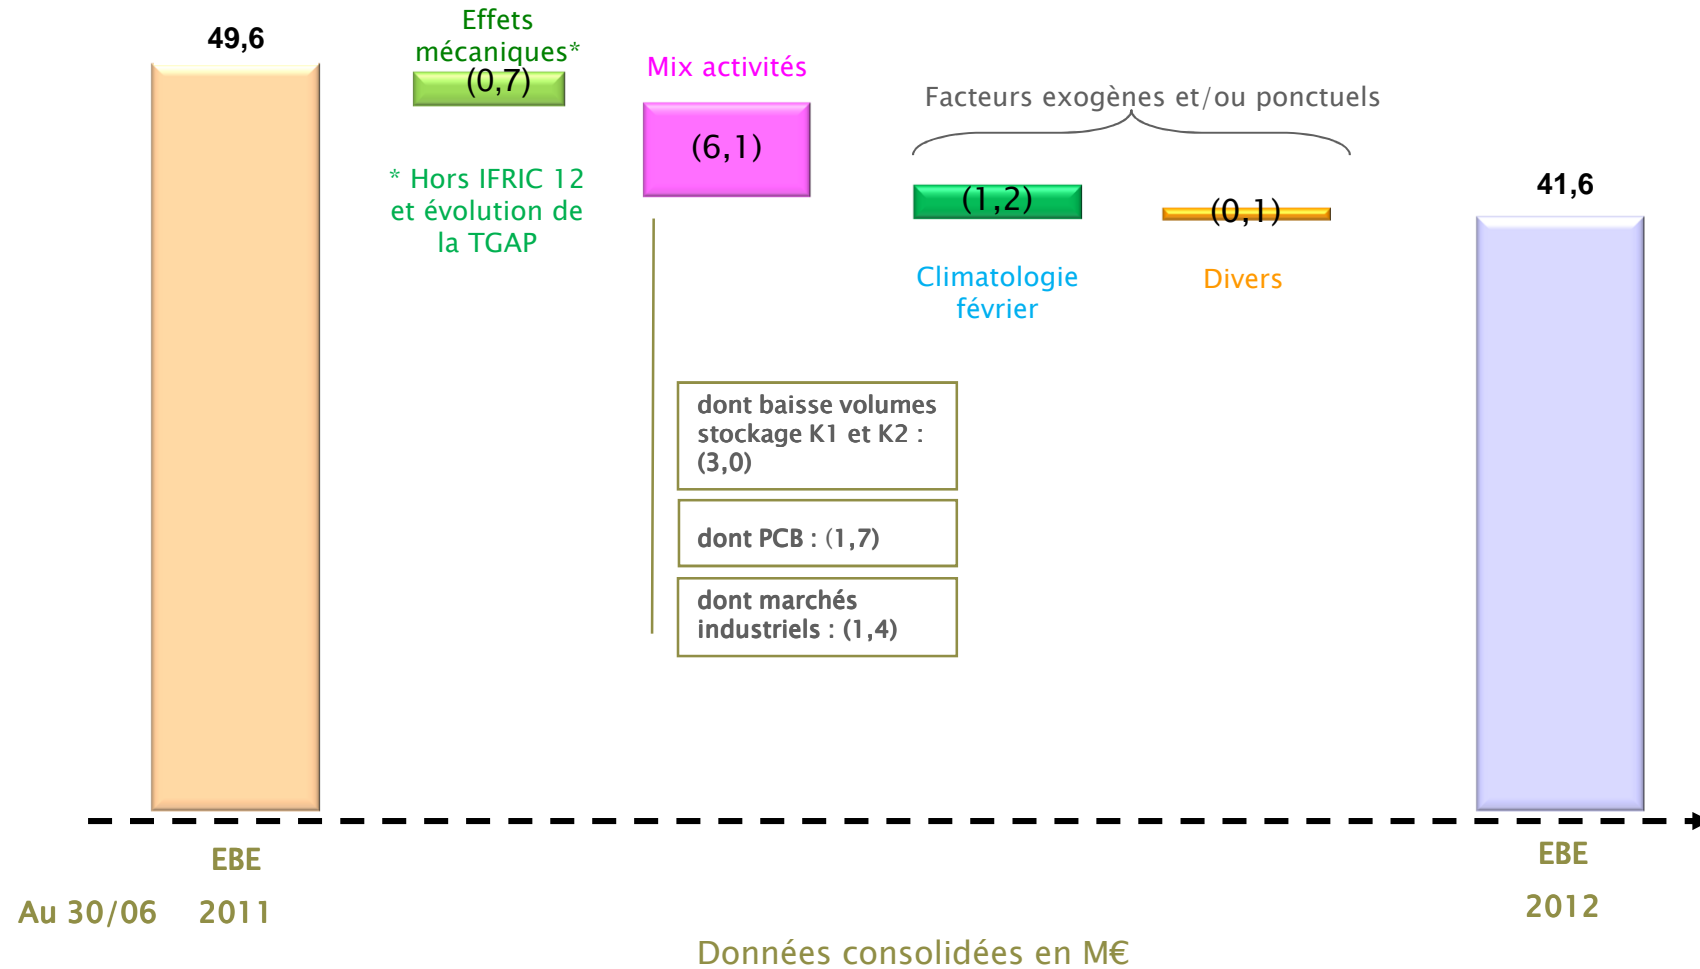 49,6
Effets
mécaniques*
(0,7)
* Hors IFRIC 12
et évolution de
la TGAP
Mix activités
(6,1)
dont baisse volumes
stockage K1 et K2 :
(3,0)
dont PCB : (1,7)
dont marchés
industriels : (1,4)
Facteurs exogènes et/ou ponctuels
(1,2)
Climatologie
février
(0,1)
Divers
41,6
EBE
Au 30/06 2011
EBE
2012
Données consolidées en M€